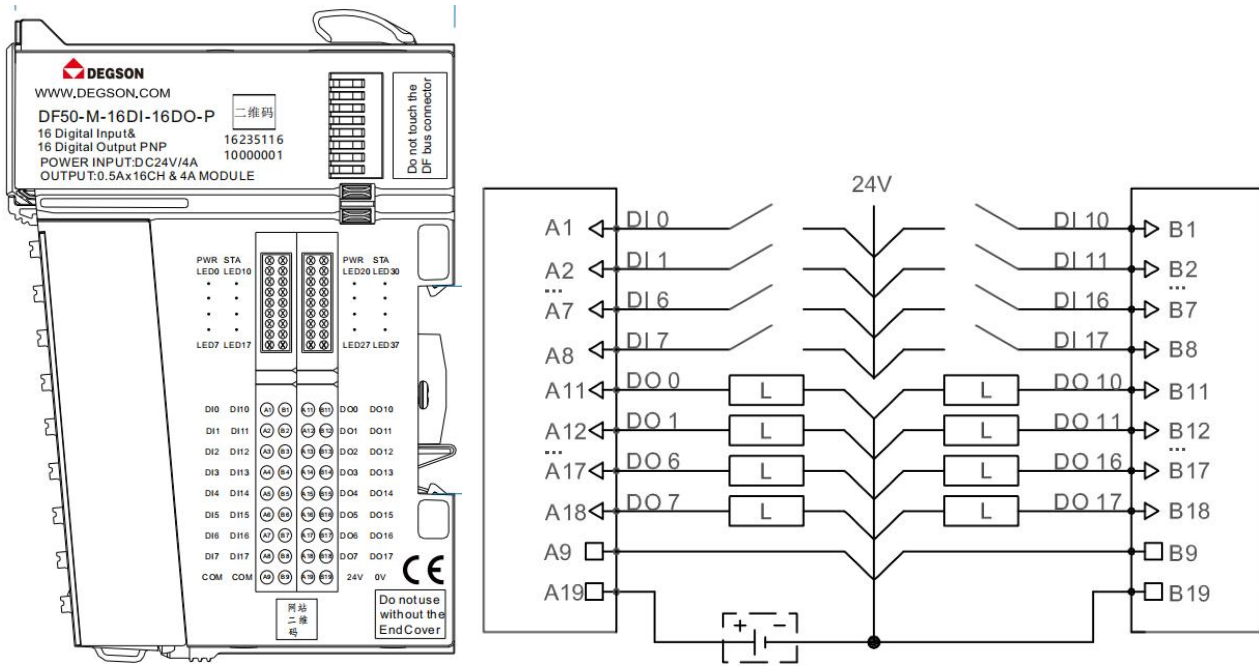 DEGSON
WWW.DEGSON.COM
DF50-M-16DI-16DO-P
二维码
16 Digital Input&
16 Digital Output PNP
16235116
10000001
POWER INPUT:DC24V/4A
OUTPUT:0.5Ax16CH & 4A MODULE
Do not touch the
DF bus connector
PWR STA PWR STA
LED0 LED10 LED20 LED30
LED7 LED17 LED27 LED37
DI0 DI10 A1 B1 A11 B11 DO0 DO10
DI1 DI11 A2 B2 A12 B12 DO1 DO11
DI2 DI12 A3 B3 A13 B13 DO2 DO12
DI3 DI13 A4 B4 A14 B14 DO3 DO13
DI4 DI14 A5 B5 A15 B15 DO4 DO14
DI5 DI15 A6 B6 A16 B16 DO5 DO15
DI6 DI16 A7 B7 A17 B17 DO6 DO16
DI7 DI17 A8 B8 A18 B18 DO7 DO17
COM COM A9 B9 A19 B19 24V 0V
CE
网站
二维
码
Do not use
without the
EndCover
24V
A1 DI 0 DI 10 B1
A2 DI 1 DI 11 B2
... ...
A7 DI 6 DI 16 B7
A8 DI 7 DI 17 B8
A11 DO 0 L L DO 10 B11
A12 DO 1 L L DO 11 B12
... ...
A17 DO 6 L L DO 16 B17
A18 DO 7 L L DO 17 B18
A9 B9
A19 B19
+ −